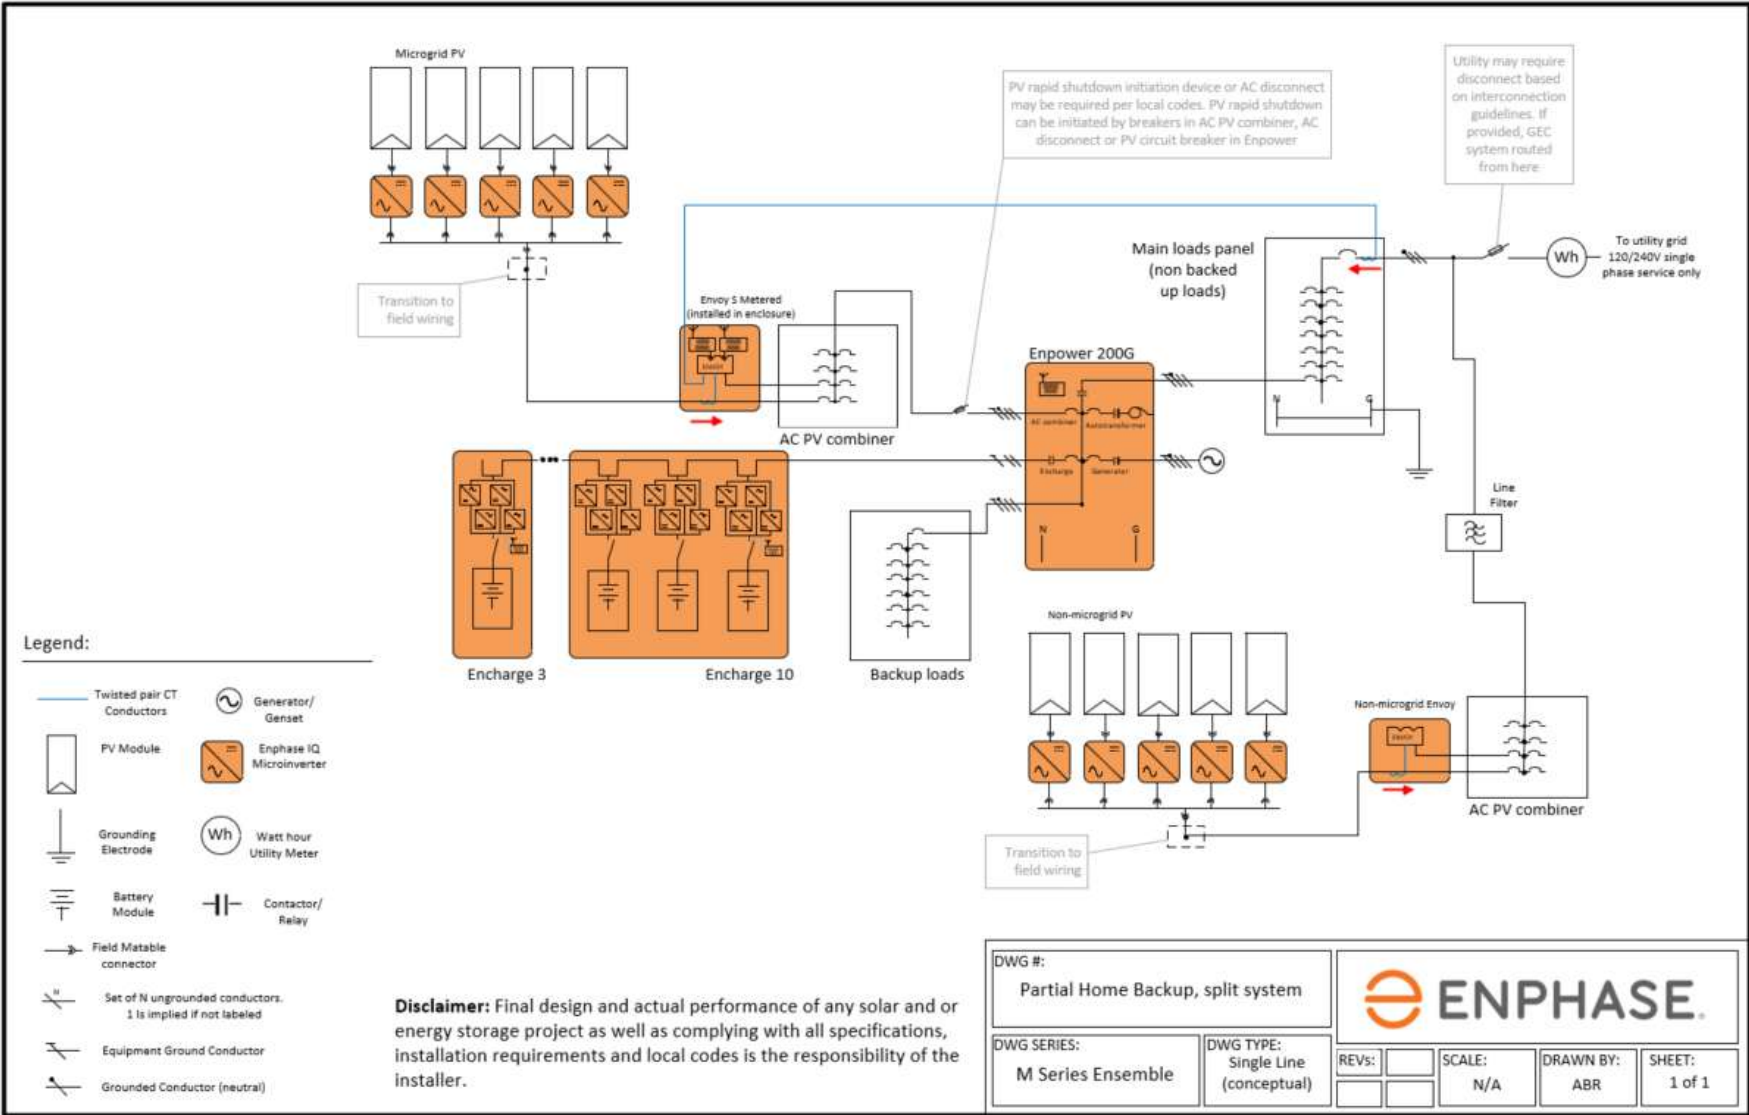 Microgrid PV
Transition to
field wiring
Envoy S Metered
(installed in enclosure)
AC PV combiner
PV rapid shutdown initiation device or AC disconnect
may be required per local codes. PV rapid shutdown
can be initiated by breakers in AC PV combiner, AC
disconnect or PV circuit breaker in Enpower
Utility may require
disconnect based
on interconnection
guidelines. If
provided, GEC
system routed
from here
Main loads panel
(non backed
up loads)
N
G
Wh
To utility grid
120/240V single
phase service only
Enpower 200G
AC combiner
Autotransformer
Encharge
Generator
N
G
Line
Filter
Encharge 3
Encharge 10
Backup loads
Non-microgrid PV
Transition to
field wiring
Non-microgrid Envoy
AC PV combiner
Legend:
Twisted pair CT
Conductors
Generator/
Genset
PV Module
Enphase IQ
Microinverter
Grounding
Electrode
Wh
Watt hour
Utility Meter
Battery
Module
Contactor/
Relay
Field Matable
connector
N
Set of N ungrounded conductors.
1 Is implied if not labeled
Equipment Ground Conductor
Grounded Conductor (neutral)
Disclaimer: Final design and actual performance of any solar and or
energy storage project as well as complying with all specifications,
installation requirements and local codes is the responsibility of the
installer.
DWG #:
Partial Home Backup, split system
DWG SERIES:
M Series Ensemble
DWG TYPE:
Single Line
(conceptual)
ENPHASE.
REVs:
SCALE:
N/A
DRAWN BY:
ABR
SHEET:
1 of 1